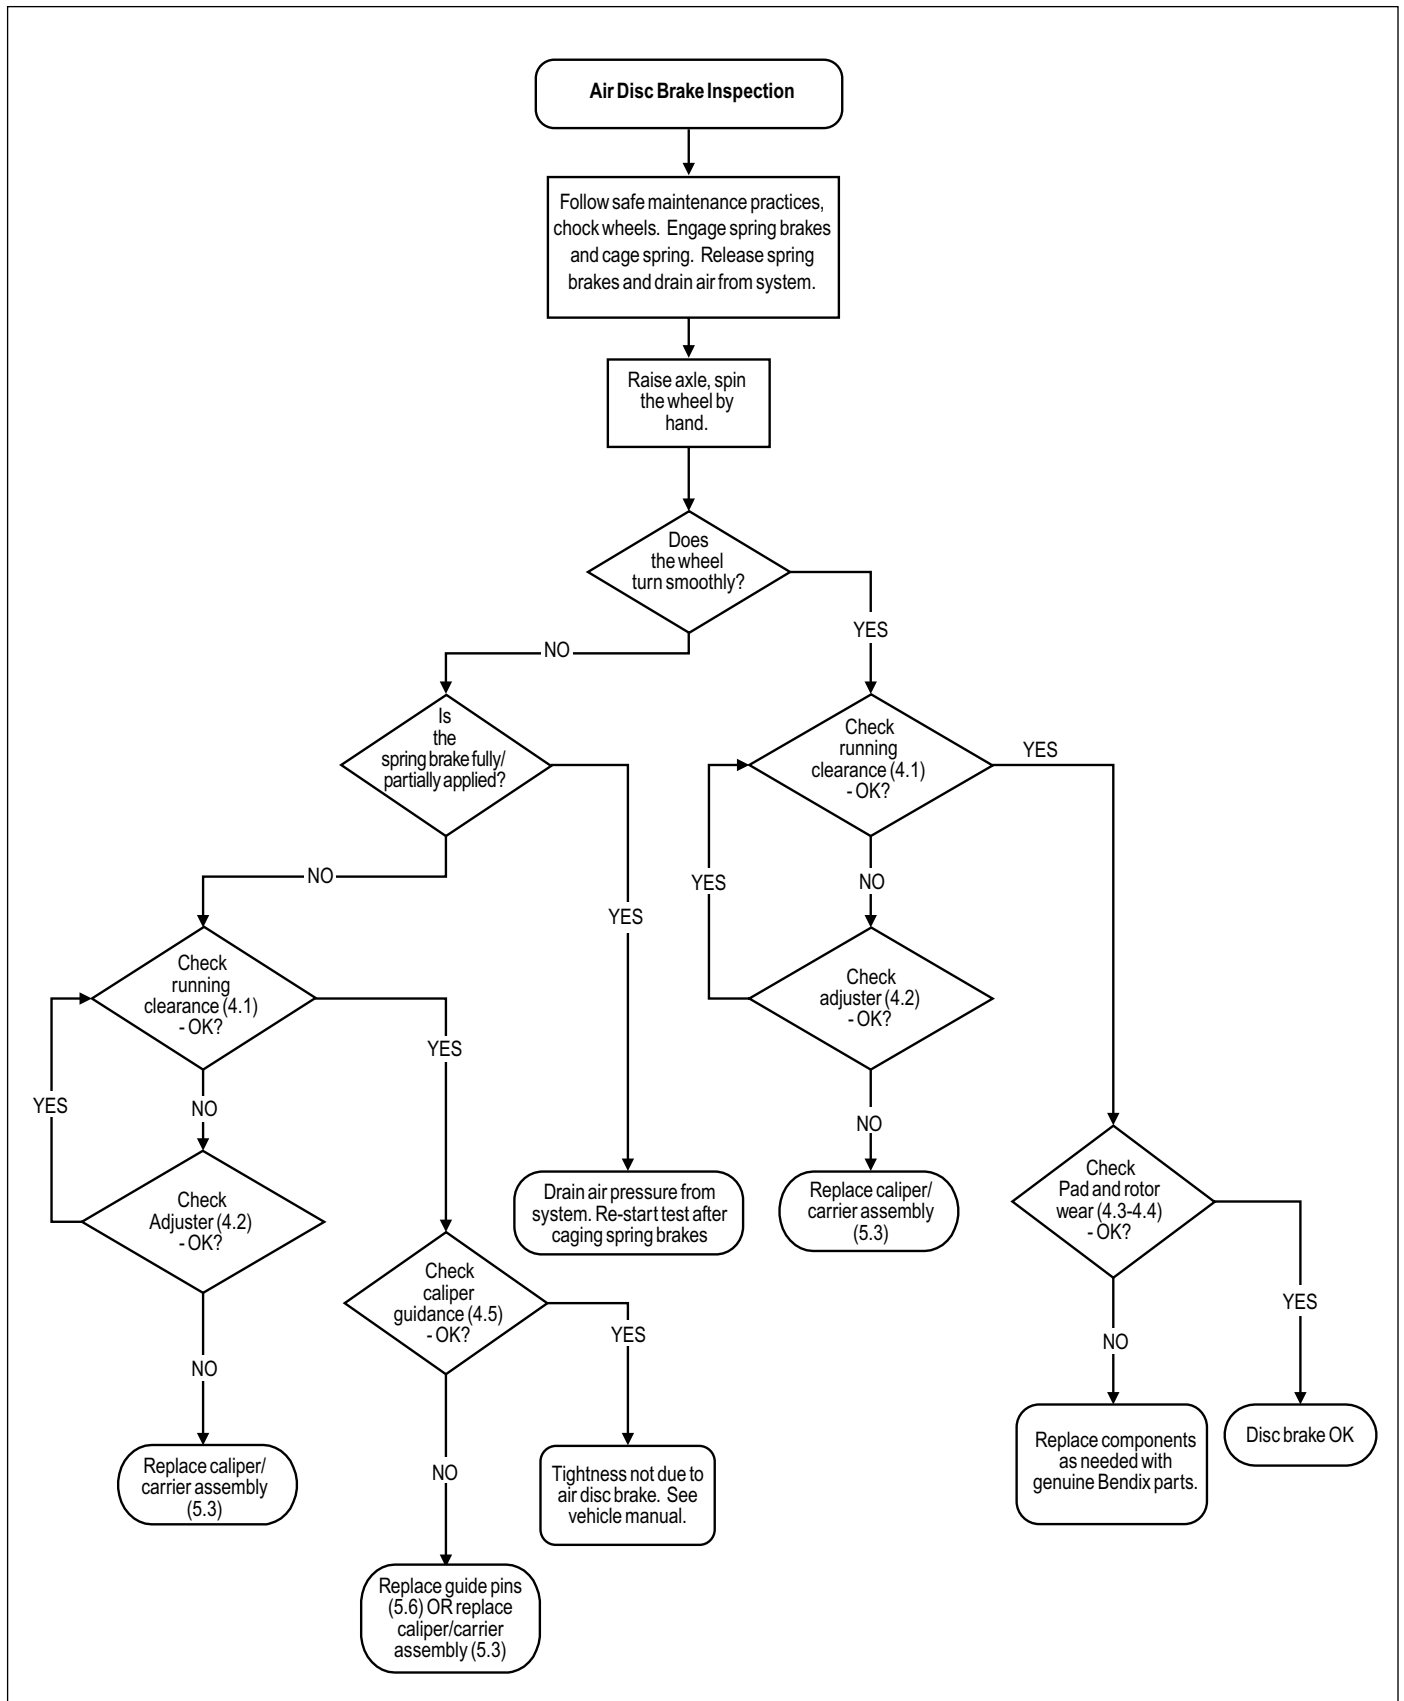 Air Disc Brake Inspection
Follow safe maintenance practices,
chock wheels. Engage spring brakes
and cage spring. Release spring
brakes and drain air from system.
Raise axle, spin
the wheel by
hand.
Does
the wheel
turn smoothly?
NO
YES
Is
the
spring brake fully/
partially applied?
Check
running
clearance (4.1)
- OK?
YES
NO
YES
NO
YES
Check
running
clearance (4.1)
- OK?
Check
adjuster (4.2)
- OK?
YES
YES
NO
NO
Check
Adjuster (4.2)
- OK?
Drain air pressure from
system. Re-start test after
caging spring brakes
Replace caliper/
carrier assembly
(5.3)
Check
Pad and rotor
wear (4.3-4.4)
- OK?
Check
caliper
guidance (4.5)
- OK?
YES
YES
NO
NO
NO
Replace caliper/
carrier assembly
(5.3)
Tightness not due to
air disc brake. See
vehicle manual.
Replace components
as needed with
genuine Bendix parts.
Disc brake OK
Replace guide pins
(5.6) OR replace
caliper/carrier
assembly (5.3)